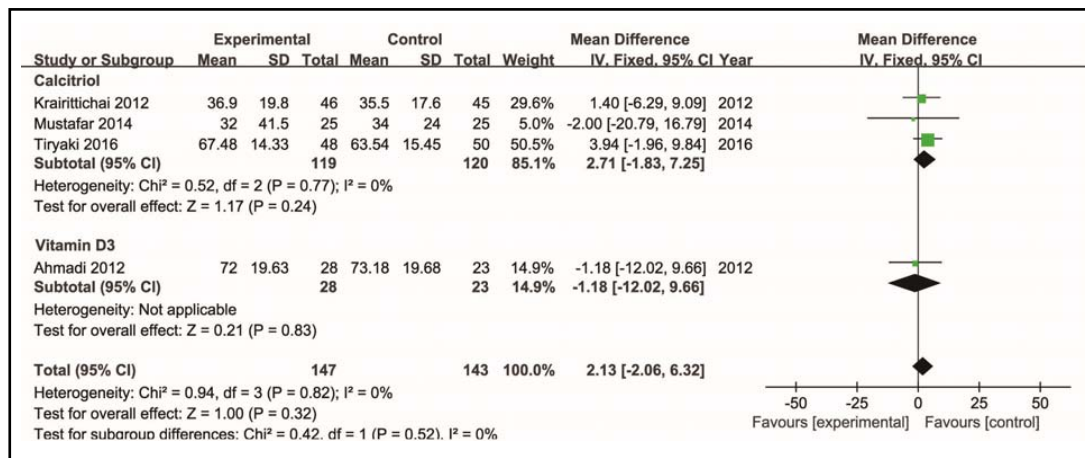 Experimental Control Mean Difference Mean Difference
Study or Subgroup Mean SD Total Mean SD Total Weight IV, Fixed, 95% CI Year IV, Fixed, 95% CI
Calcitriol
Krairittichai 2012 36.9 19.8 46 35.5 17.6 45 29.6% 1.40 [-6.29, 9.09] 2012
Mustafar 2014 32 41.5 25 34 24 25 5.0% -2.00 [-20.79, 16.79] 2014
Tiryaki 2016 67.48 14.33 48 63.54 15.45 50 50.5% 3.94 [-1.96, 9.84] 2016
Subtotal (95% CI) 119 120 85.1% 2.71 [-1.83, 7.25]
Heterogeneity: Chi² = 0.52, df = 2 (P = 0.77); I² = 0%
Test for overall effect: Z = 1.17 (P = 0.24)
Vitamin D3
Ahmadi 2012 72 19.63 28 73.18 19.68 23 14.9% -1.18 [-12.02, 9.66] 2012
Subtotal (95% CI) 28 23 14.9% -1.18 [-12.02, 9.66]
Heterogeneity: Not applicable
Test for overall effect: Z = 0.21 (P = 0.83)
Total (95% CI) 147 143 100.0% 2.13 [-2.06, 6.32]
Heterogeneity: Chi² = 0.94, df = 3 (P = 0.82); I² = 0%
Test for overall effect: Z = 1.00 (P = 0.32)
Test for subgroup differences: Chi² = 0.42. df = 1 (P = 0.52). I² = 0%
-50 -25 0 25 50
Favours [experimental] Favours [control]